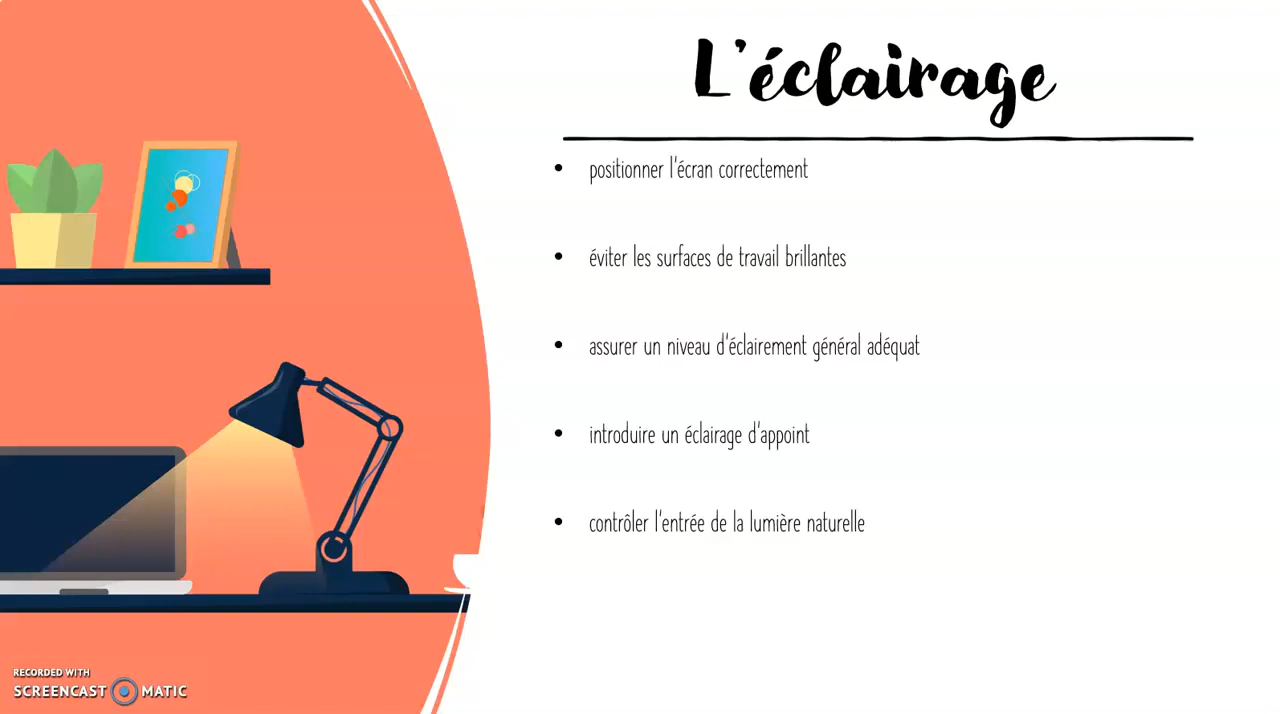 L'éclairage
• positionner l'écran correctement
• éviter les surfaces de travail brillantes
• assurer un niveau d'éclairement général adéquat
• introduire un éclairage d'appoint
• contrôler l'entrée de la lumière naturelle
RECORDED WITH
SCREENCAST MATIC